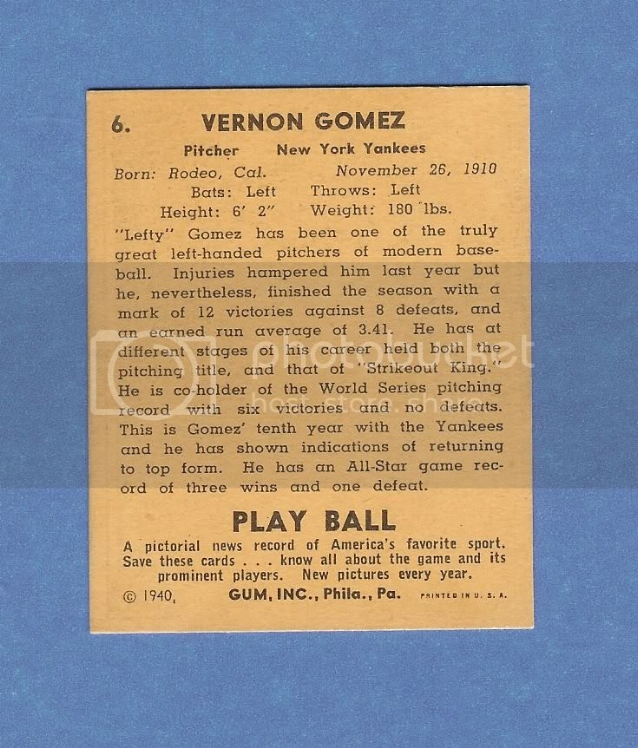 6.
VERNON GOMEZ
Pitcher New York Yankees
Born: Rodeo, Cal. November 26, 1910
Bats: Left Throws: Left
Height: 6' 2" Weight: 180 lbs.
"Lefty" Gomez has been one of the truly
great left-handed pitchers of modern base-
ball. Injuries hampered him last year but
he, nevertheless, finished the season with a
mark of 12 victories against 8 defeats, and
an earned run average of 3.41. He has at
different stages of his career held both the
pitching title, and that of "Strikeout King."
He is co-holder of the World Series pitching
record with six victories and no defeats.
This is Gomez' tenth year with the Yankees
and he has shown indications of returning
to top form. He has an All-Star game rec-
ord of three wins and one defeat.
PLAY BALL
A pictorial news record of America's favorite sport.
Save these cards . . . know all about the game and its
prominent players. New pictures every year.
© 1940, GUM, INC., Phila., Pa. PRINTED IN U. S. A.
photobucket
host. store. share.